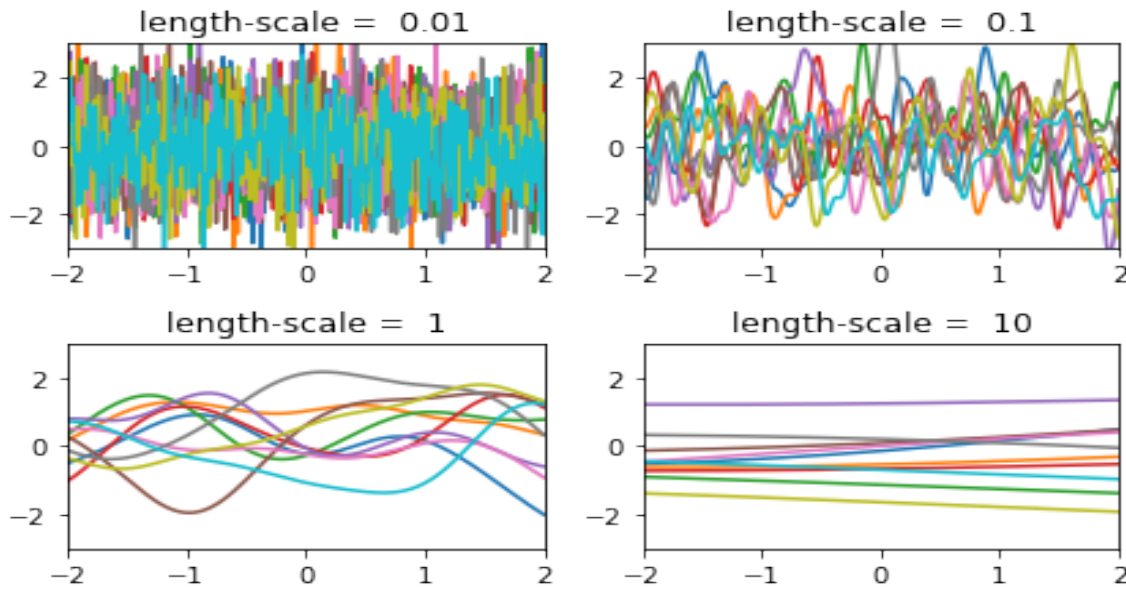 length-scale =  0.01
2
0
−2
−2 −1 0 1 2
length-scale =  0.1
2
0
−2
−2 −1 0 1 2
length-scale =  1
2
0
−2
−2 −1 0 1 2
length-scale =  10
2
0
−2
−2 −1 0 1 2